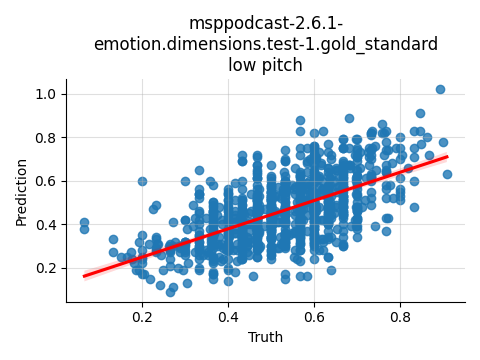 msppodcast-2.6.1-
emotion.dimensions.test-1.gold_standard
low pitch
1.0
0.8
0.6
0.4
0.2
Prediction
0.2 0.4 0.6 0.8
Truth